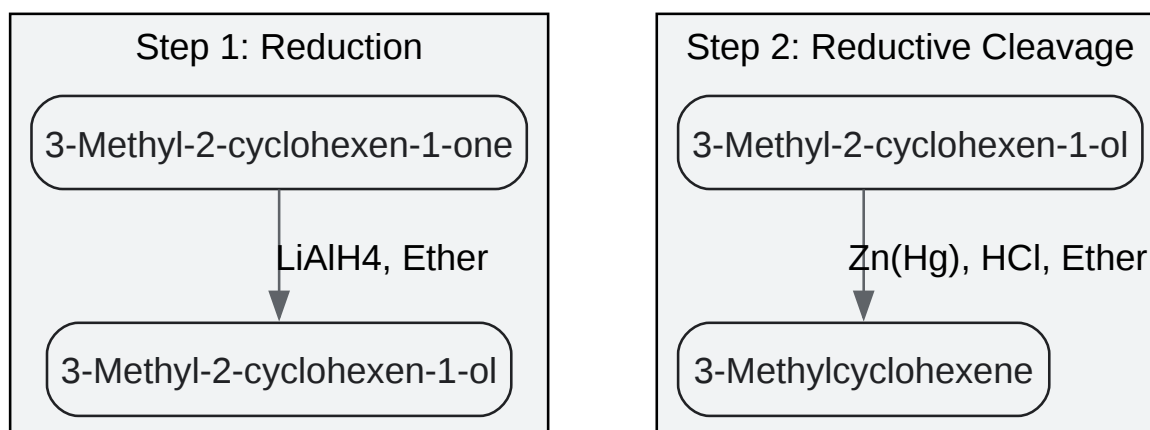 Step 1: Reduction
3-Methyl-2-cyclohexen-1-one
LiAlH4, Ether
3-Methyl-2-cyclohexen-1-ol
Step 2: Reductive Cleavage
3-Methyl-2-cyclohexen-1-ol
Zn(Hg), HCl, Ether
3-Methylcyclohexene